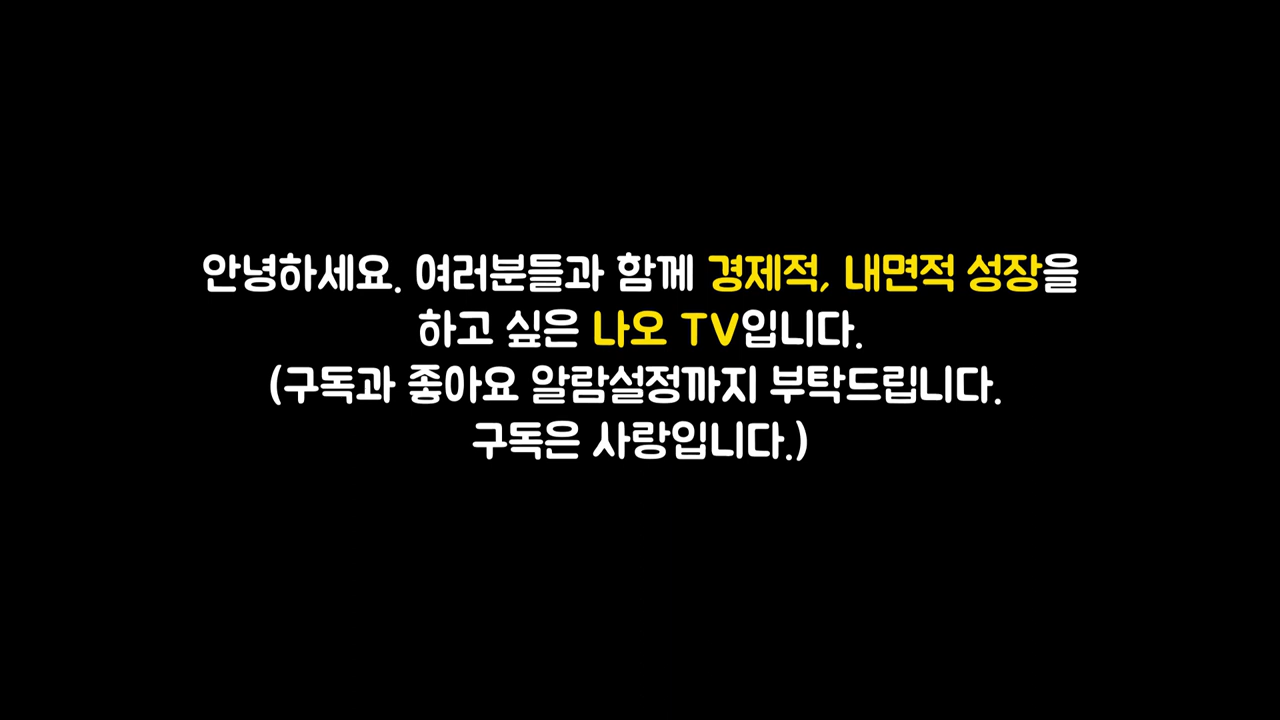 안녕하세요. 여러분들과 함께 경제적, 내면적 성장을
하고 싶은 나오 TV입니다.
(구독과 좋아요 알람설정까지 부탁드립니다.
구독은 사랑입니다.)